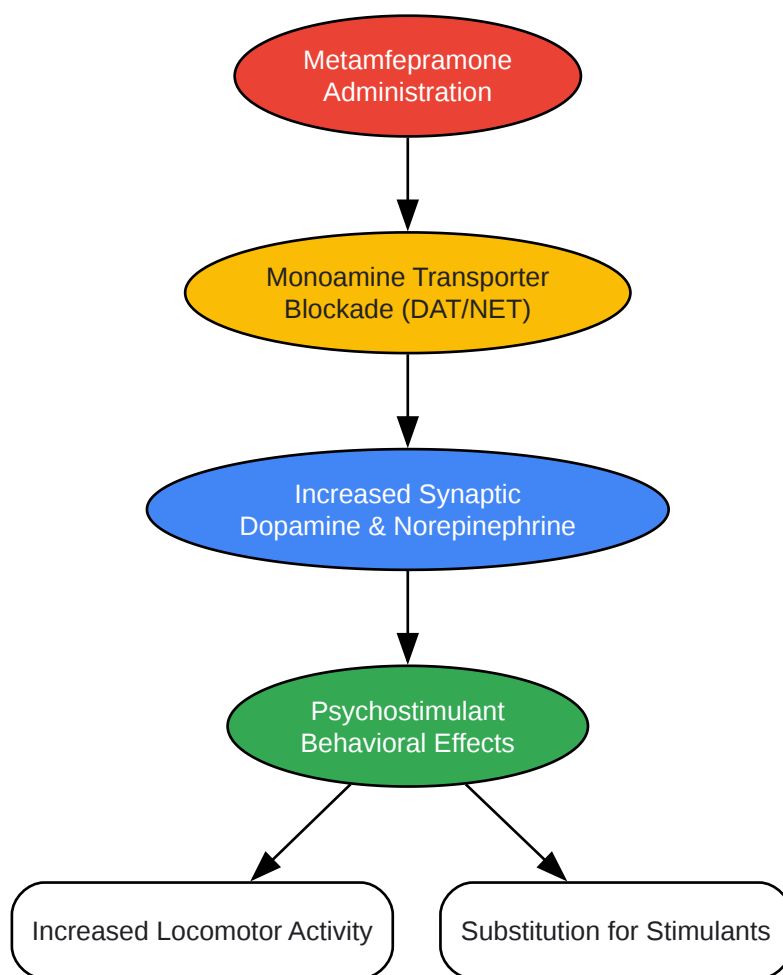 Metamfepramone
Administration
Monoamine Transporter
Blockade (DAT/NET)
Increased Synaptic
Dopamine & Norepinephrine
Psychostimulant
Behavioral Effects
Increased Locomotor Activity
Substitution for Stimulants